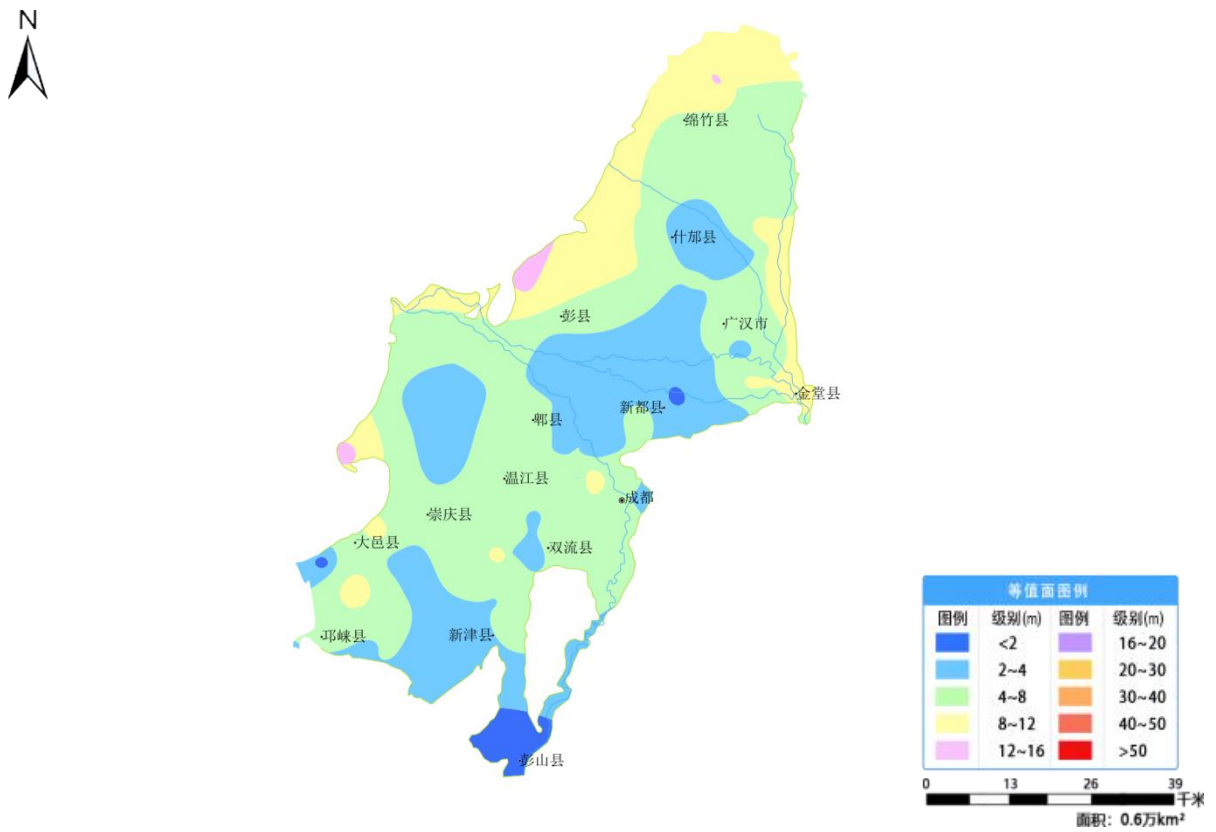 N
绵竹县
什邡县
彭县
广汉市
金堂县
新都县
郫县
温江县
成都
崇庆县
大邑县
双流县
邛崃县
新津县
彭山县
等值面图例
图例 级别(m) 图例 级别(m)
<2 16~20
2~4 20~30
4~8 30~40
8~12 40~50
12~16 >50
0 13 26 39
千米
面积：0.6万km²